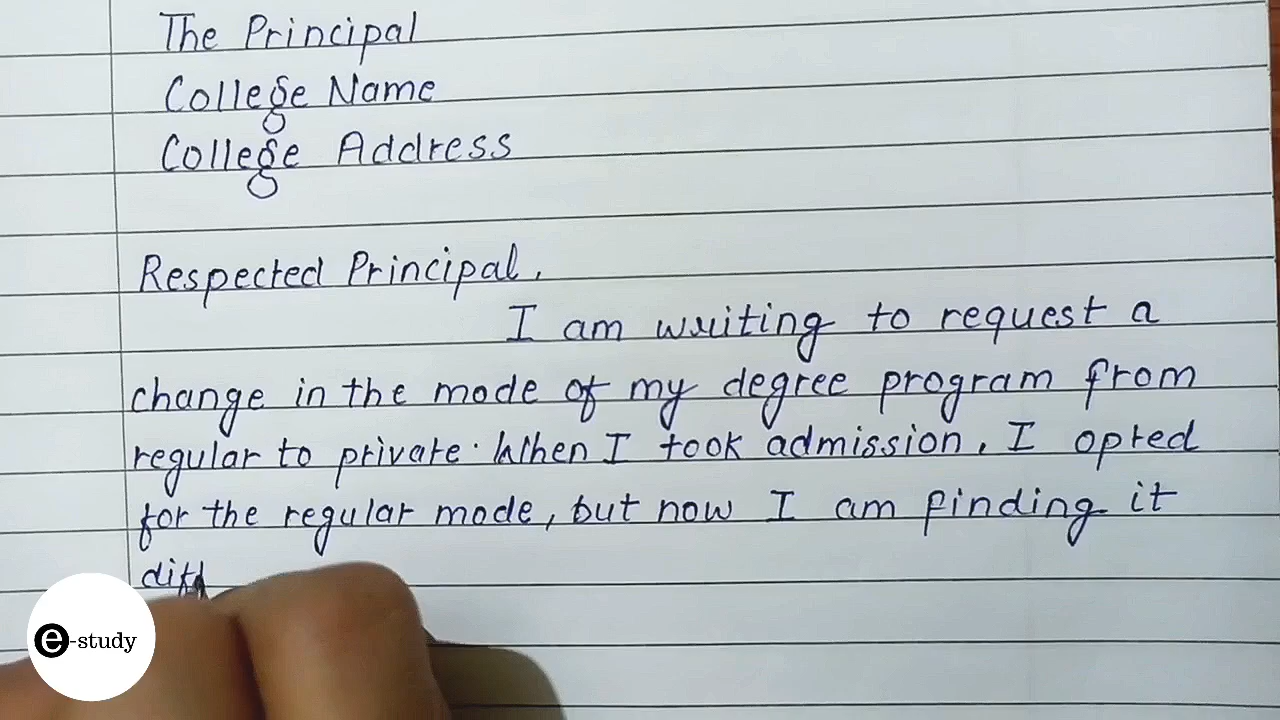 The Principal
College Name
College Address
Respected Principal,
I am writing to request a
change in the mode of my degree program from
regular to private. When I took admission, I opted
for the regular mode, but now I am finding it
diff
e-study